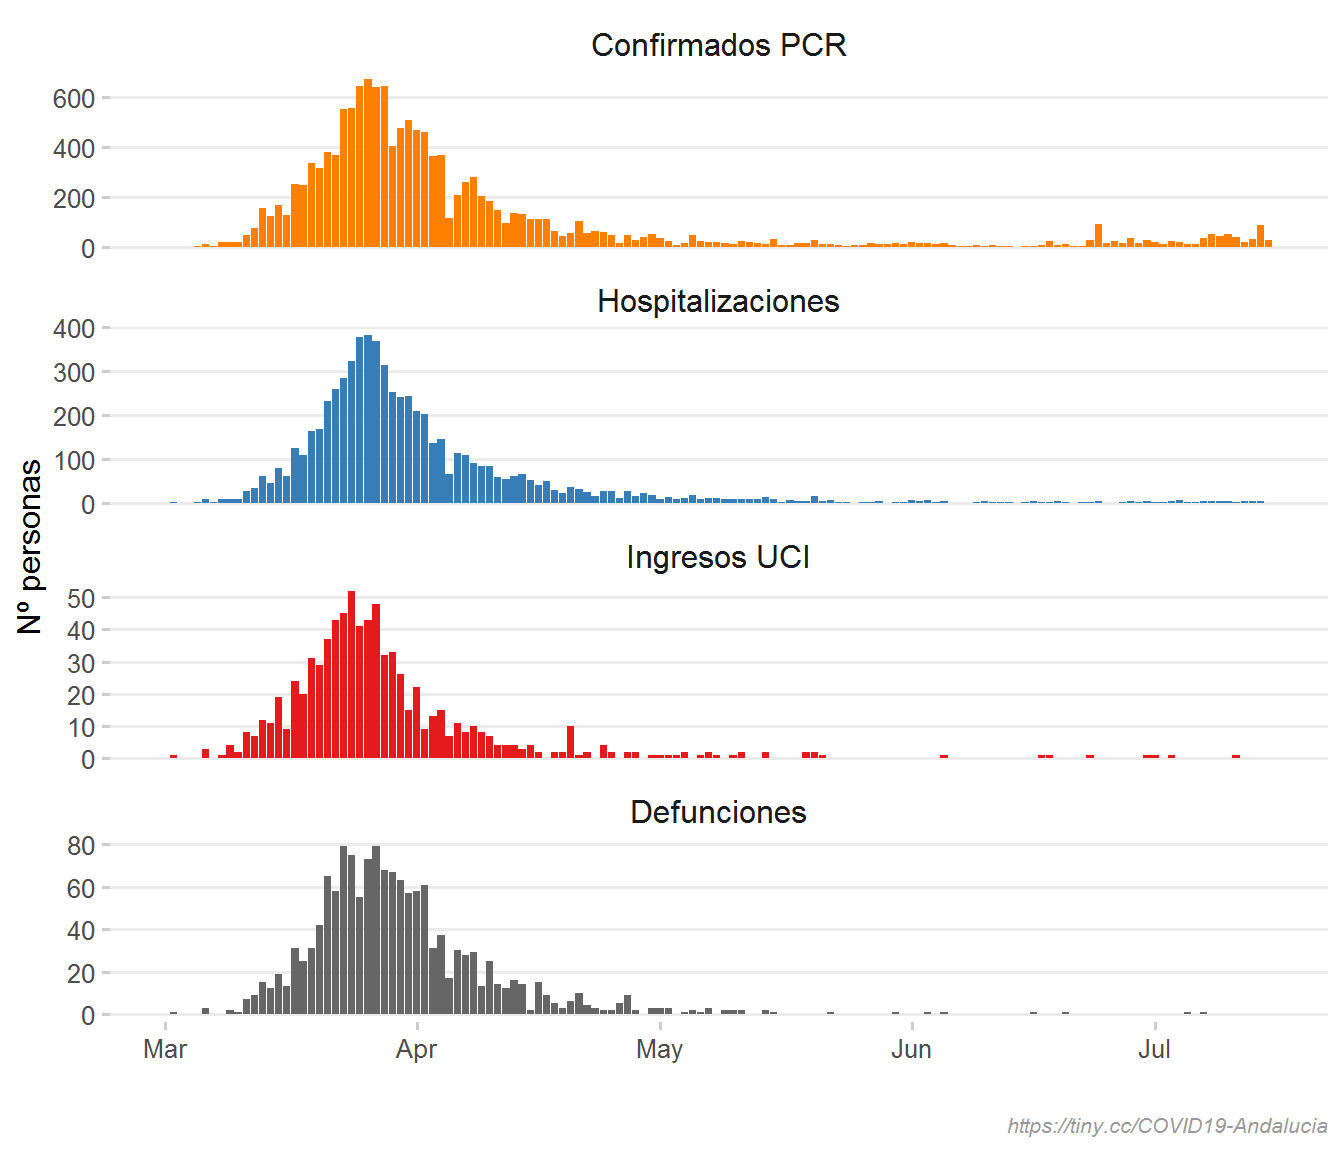 Confirmados PCR
600
400
200
0
Hospitalizaciones
400
300
200
100
0
Nº personas
Ingresos UCI
50
40
30
20
10
0
Defunciones
80
60
40
20
0
Mar Apr May Jun Jul
https://tiny.cc/COVID19-Andalucia